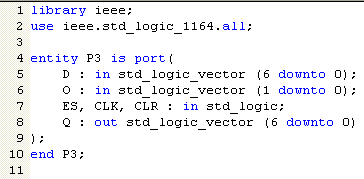 1 library ieee;
2 use ieee.std_logic_1164.all;
3
4 entity P3 is port(
5 D : in std_logic_vector (6 downto 0);
6 O : in std_logic_vector (1 downto 0);
7 ES, CLK, CLR : in std_logic;
8 Q : out std_logic_vector (6 downto 0)
9 );
10 end P3;
11